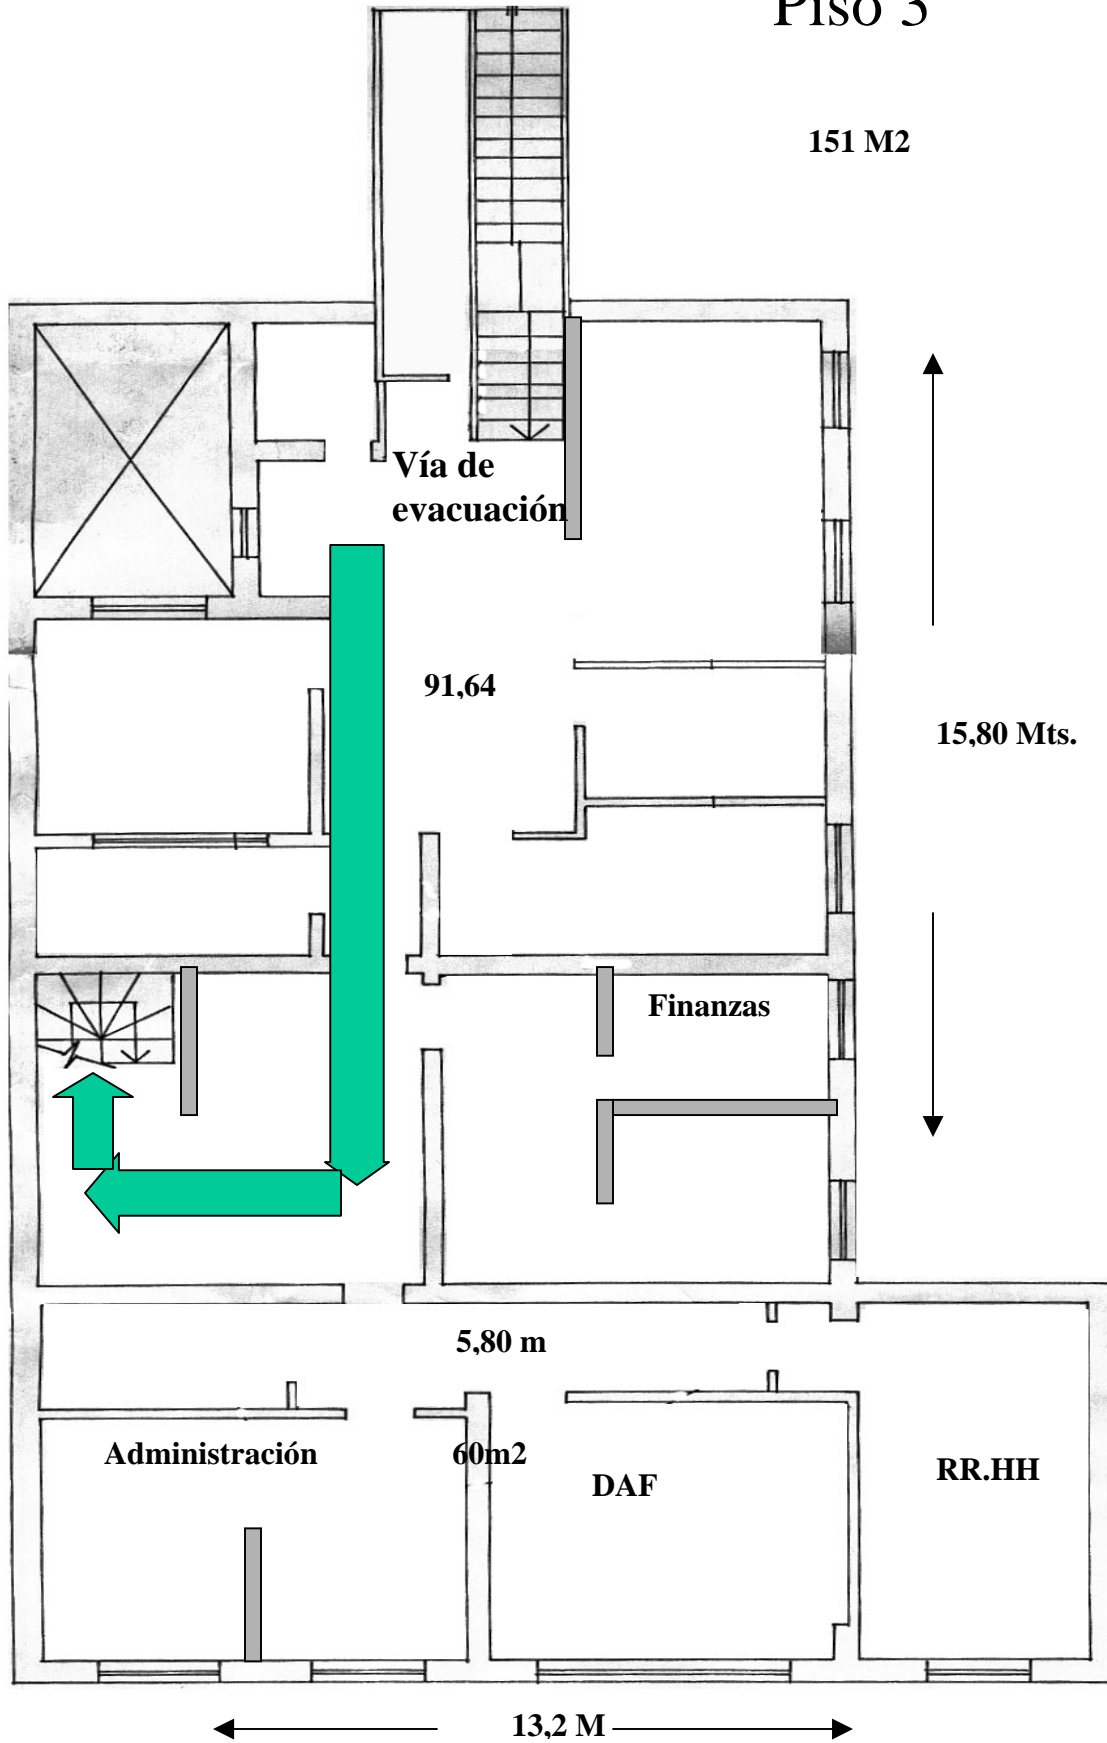 Piso 3
151 M2
Vía de
evacuación
91,64
15,80 Mts.
Finanzas
5,80 m
Administración
60m2
DAF
RR.HH
13,2 M